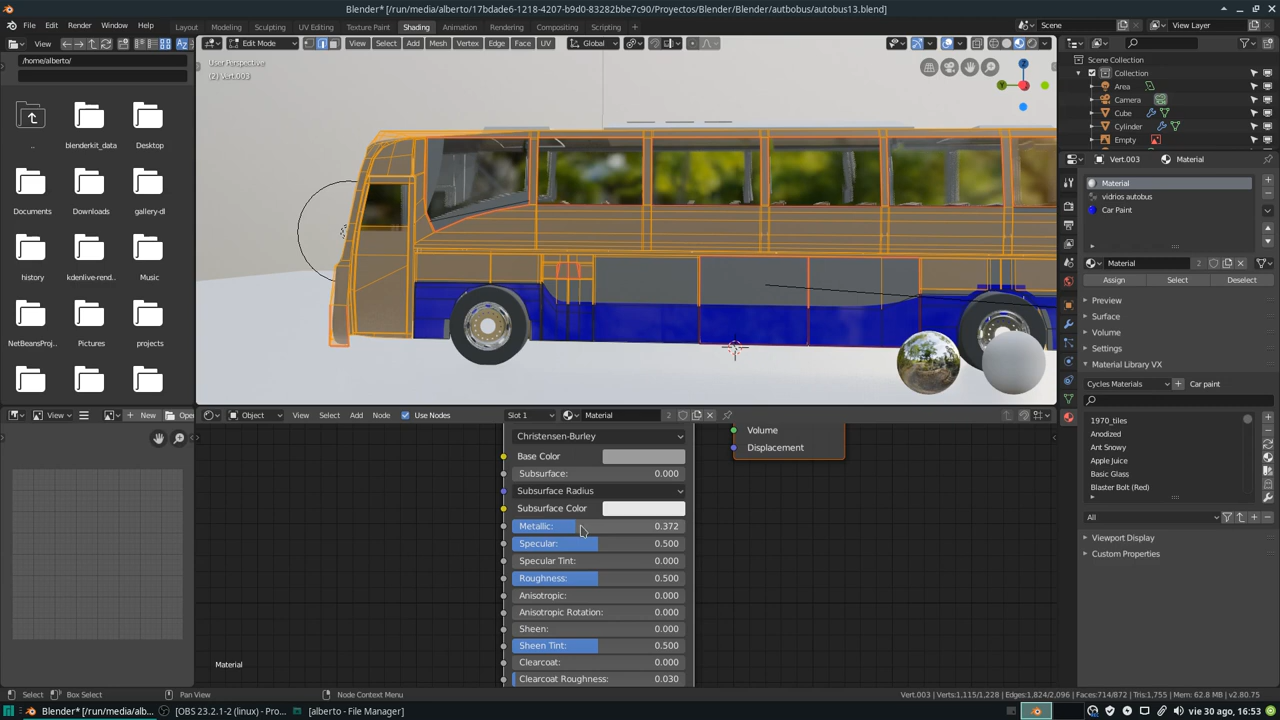 Blender* [/run/media/alberto/17bdade6-1218-4207-b9d0-83282bbe7c90/Proyectos/Blender/Blender/autbobus/autobus13.blend]
File Edit Render Window Help
Layout Modeling Sculpting UV Editing Texture Paint Shading Animation Rendering Compositing Scripting
Scene View Layer
View
Edit Mode View Select Add Mesh Vertex Edge Face UV Global
/home/alberto/
User Perspective
(2) Vert.003
Scene Collection
Collection
Area
Camera
Cube
Cylinder
Empty
..
blenderkit_data
Desktop
Documents
Downloads
gallery-dl
history
kdenlive-rend...
Music
NetBeansProj...
Pictures
projects
Vert.003 Material
Material
vidrios autobus
Car Paint
Material 2
Assign Select Deselect
Preview
Surface
Volume
Settings
Material Library VX
Cycles Materials Car paint
1970_tiles
Anodized
Ant Snowy
Apple Juice
Basic Glass
Blaster Bolt (Red)
All
Viewport Display
Custom Properties
View New Open
Object View Select Add Node Use Nodes Slot 1 Material 2
Christensen-Burley
Base Color
Subsurface: 0.000
Subsurface Radius
Subsurface Color
Metallic: 0.372
Specular: 0.500
Specular Tint: 0.000
Roughness: 0.500
Anisotropic: 0.000
Anisotropic Rotation: 0.000
Sheen: 0.000
Sheen Tint: 0.500
Clearcoat: 0.000
Clearcoat Roughness: 0.030
Volume
Displacement
Material
Select Box Select Pan View Node Context Menu
Vert.003 | Verts:1,115/1,228 | Edges:1,824/2,096 | Faces:714/872 | Tris:1,755 | Mem: 62.8 MB | v2.80.75
Blender* [/run/media/alb... [OBS 23.2.1-2 (linux) - Pro... [alberto - File Manager]
vie 30 ago, 16:53